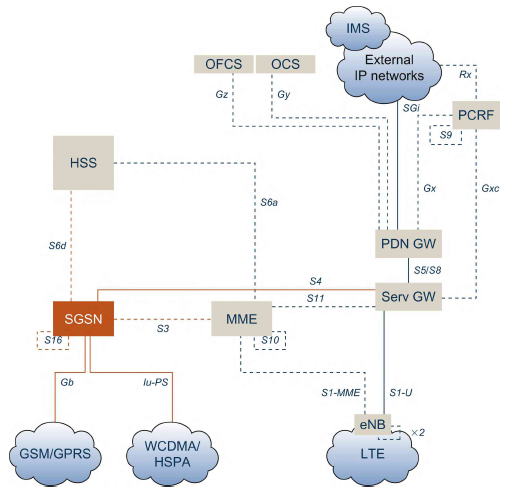 IMS
External
IP networks
OFCS
OCS
Rx
Gz
Gy
SGi
PCRF
S9
HSS
Gx
Gxc
S6a
S6d
PDN GW
S5/S8
S4
Serv GW
S11
SGSN
MME
S3
S16
S10
Gb
Iu-PS
S1-MME
S1-U
eNB
×2
GSM/GPRS
WCDMA/
HSPA
LTE